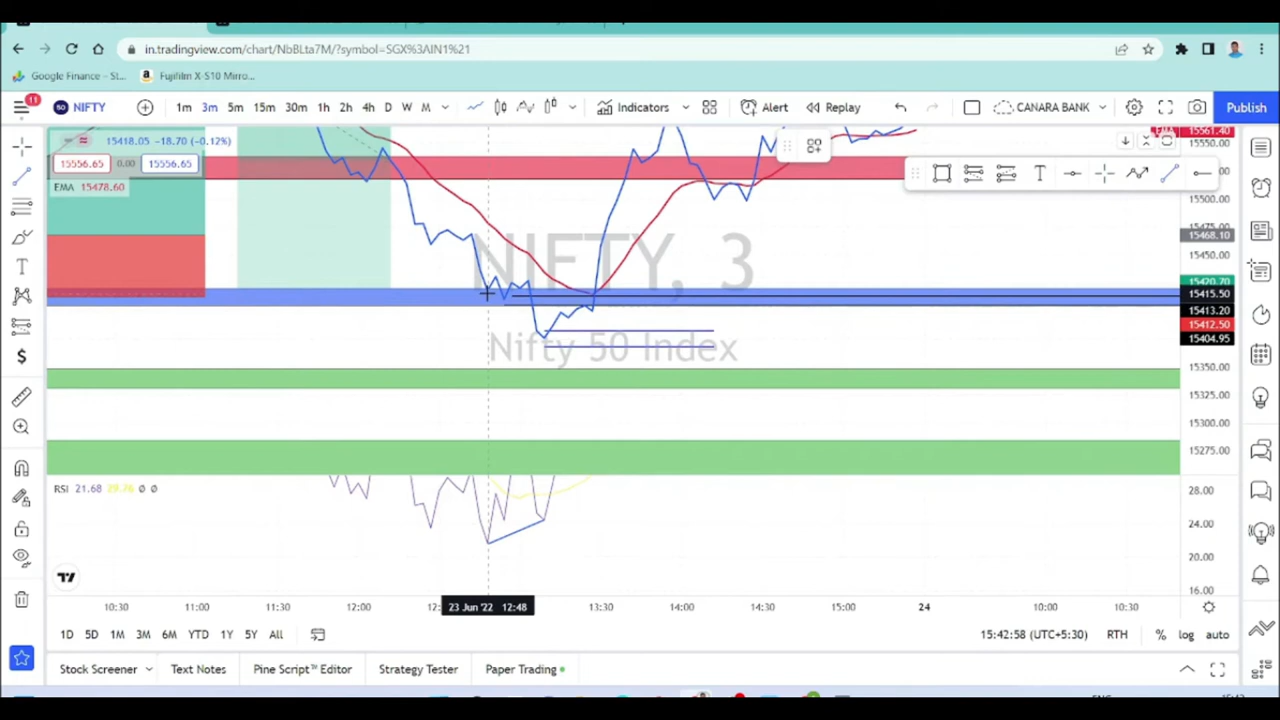 in.tradingview.com/chart/NbBLta7M/?symbol=SGX%3AIN1%21
Google Finance - St... Fujifilm X-S10 Mirro...
11
50 NIFTY 1m 3m 5m 15m 30m 1h 2h 4h D W M Indicators Alert Replay CANARA BANK Publish
15418.05 -18.70 (-0.12%)
15556.65 0.00 15556.65
EMA 15478.60
NIFTY, 3
Nifty 50 Index
EMA 15561.40
15550.00
15500.00
15468.10
15450.00
15420.70
15415.50
15413.20
15412.50
15404.95
15350.00
15325.00
15300.00
15275.00
RSI 21.68 29.76 Ø Ø
28.00
24.00
20.00
16.00
10:30 11:00 11:30 12:00 23 Jun '22 12:48 13:30 14:00 14:30 15:00 24 10:00 10:30
1D 5D 1M 3M 6M YTD 1Y 5Y All 15:42:58 (UTC+5:30) RTH % log auto
Stock Screener Text Notes Pine Script™ Editor Strategy Tester Paper Trading